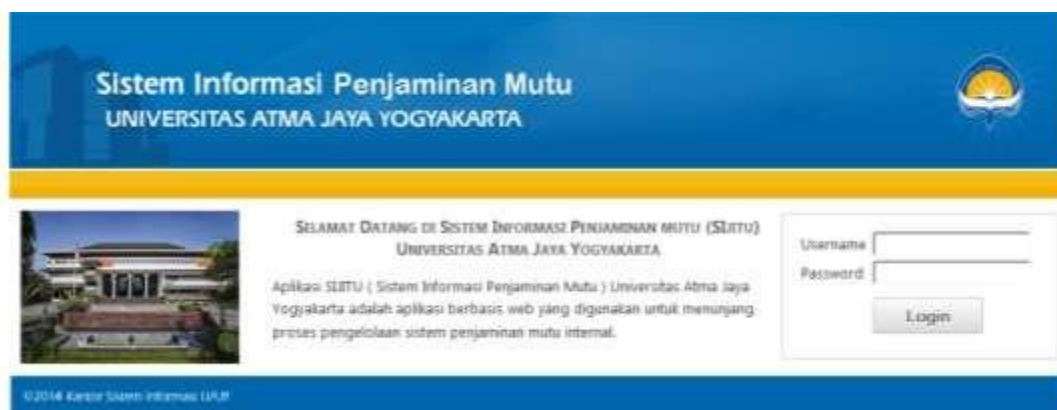 Sistem Informasi Penjaminan Mutu
UNIVERSITAS ATMA JAYA YOGYAKARTA
SELAMAT DATANG DI SISTEM INFORMASI PENJAMINAN MUTU
UNIVERSITAS ATMA JAYA YOGYAKARTA
Aplikasi SIJITU ( Sistem Informasi Penjaminan Mutu ) Universitas Atma Jaya
Yogyakarta adalah aplikasi berbasis web yang digunakan untuk menunjang
proses pengelolaan sistem penjaminan mutu internal.
Username
Password
Login
©2014 Kantor Sistem Informasi UAJY